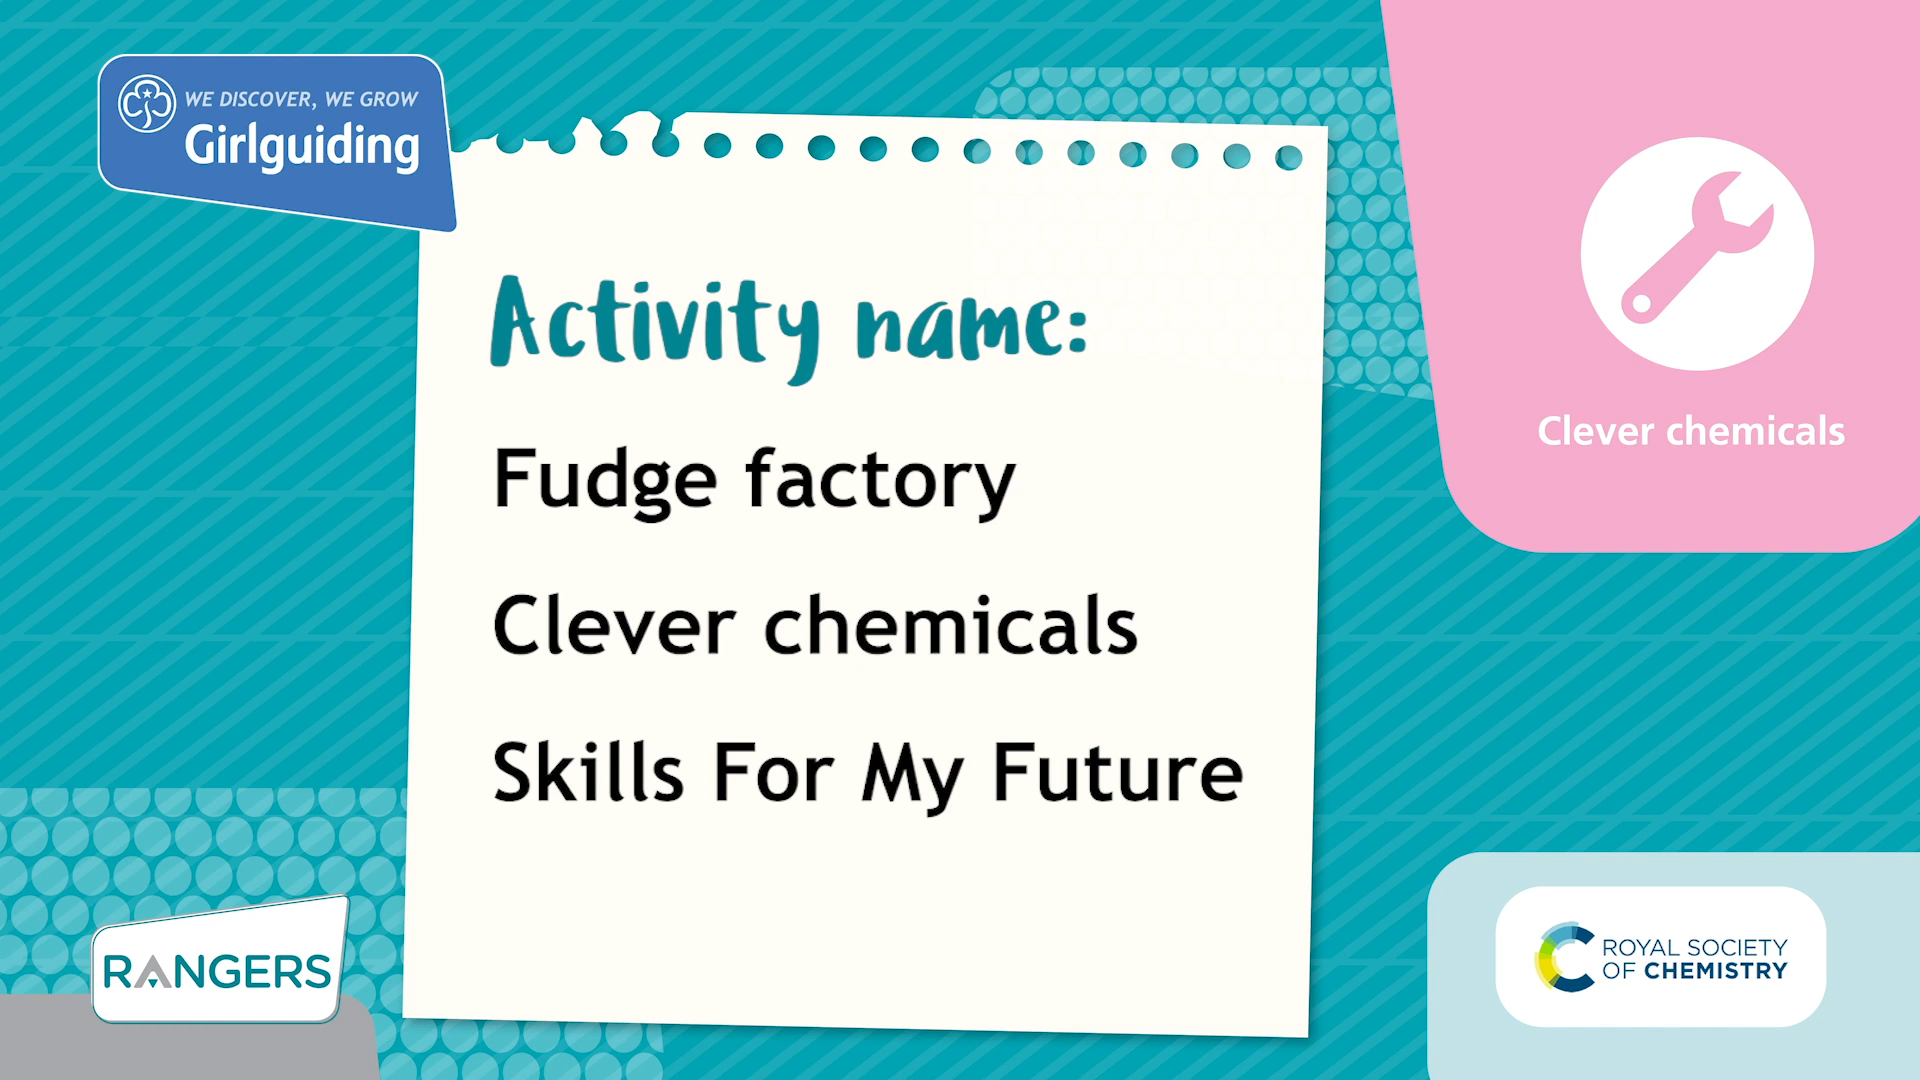 WE DISCOVER, WE GROW
Girlguiding
Activity name:
Fudge factory
Clever chemicals
Skills For My Future
Clever chemicals
RANGERS
ROYAL SOCIETY
OF CHEMISTRY